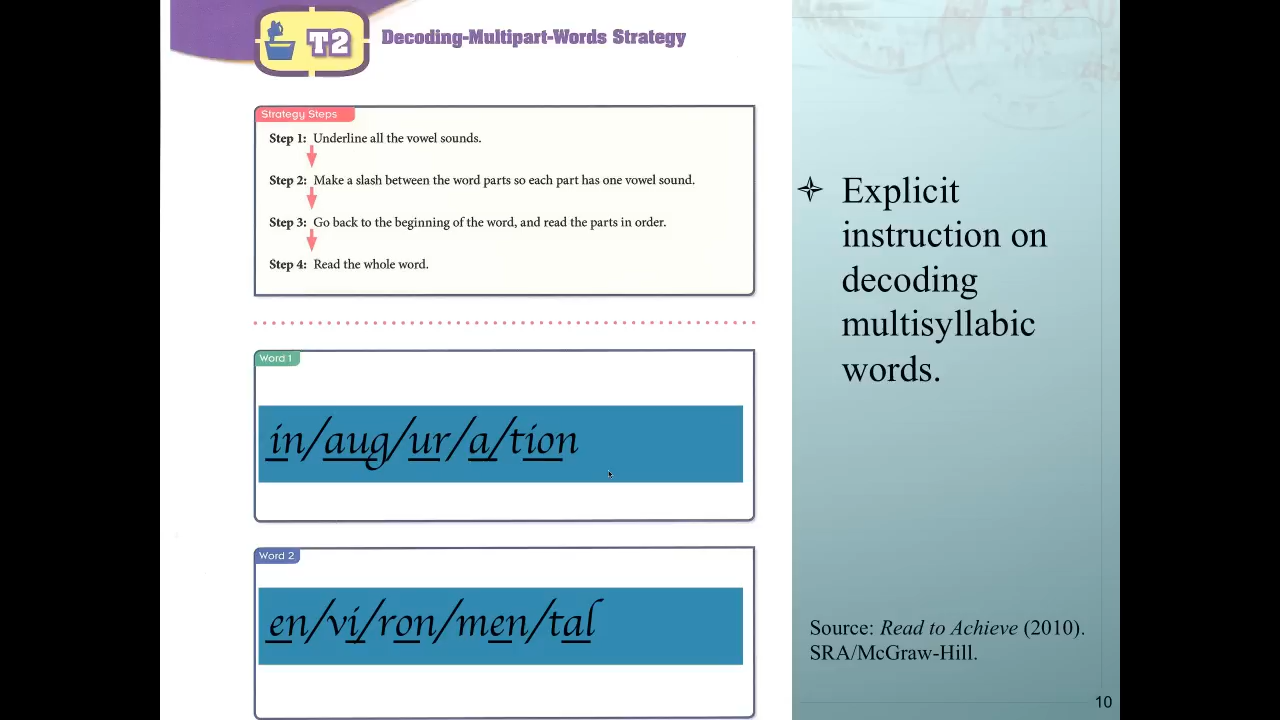 T2 Decoding-Multipart-Words Strategy
Strategy Steps
Step 1: Underline all the vowel sounds.
Step 2: Make a slash between the word parts so each part has one vowel sound.
Step 3: Go back to the beginning of the word, and read the parts in order.
Step 4: Read the whole word.
Word 1
in/aug/ur/a/tion
Word 2
en/vi/ron/men/tal
Explicit
instruction on
decoding
multisyllabic
words.
Source: Read to Achieve (2010).
SRA/McGraw-Hill.
10